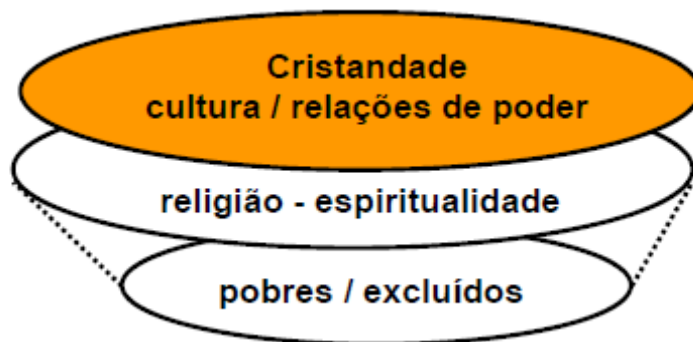 Cristandade
cultura / relações de poder
religião - espiritualidade
pobres / excluídos